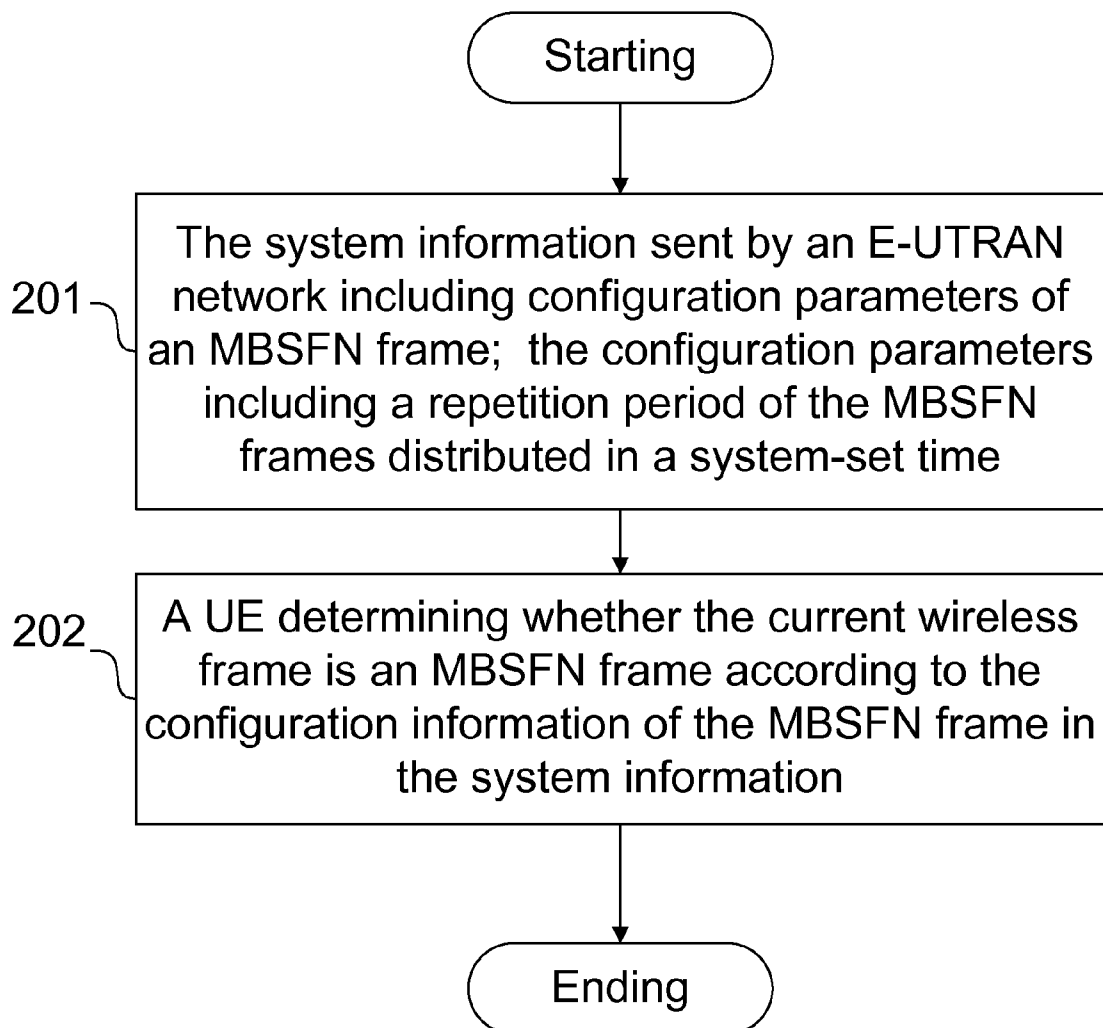 Starting
201
The system information sent by an E-UTRAN
network including configuration parameters of
an MBSFN frame; the configuration parameters
including a repetition period of the MBSFN
frames distributed in a system-set time
202
A UE determining whether the current wireless
frame is an MBSFN frame according to the
configuration information of the MBSFN frame in
the system information
Ending